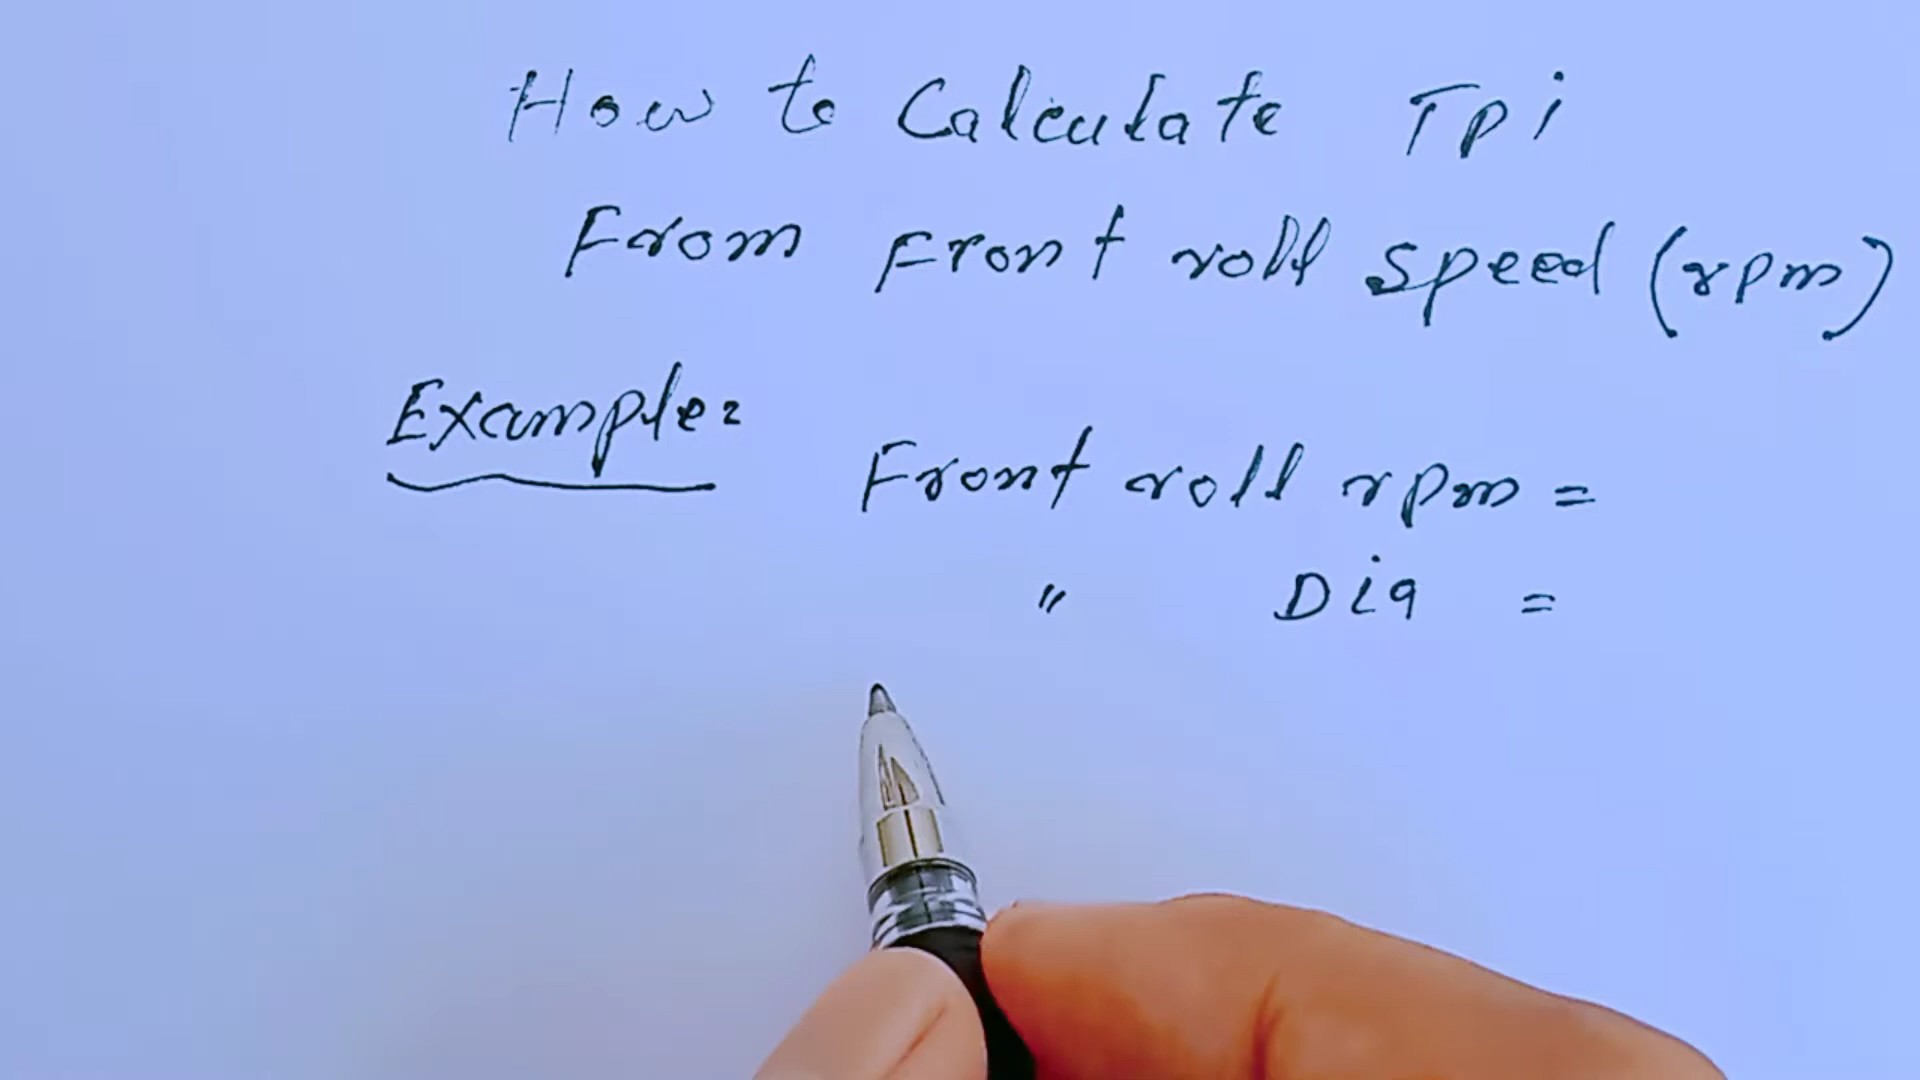 How to Calculate Tpi
From Front roll speed (rpm)
Example:
Front roll rpm =
" Dia =